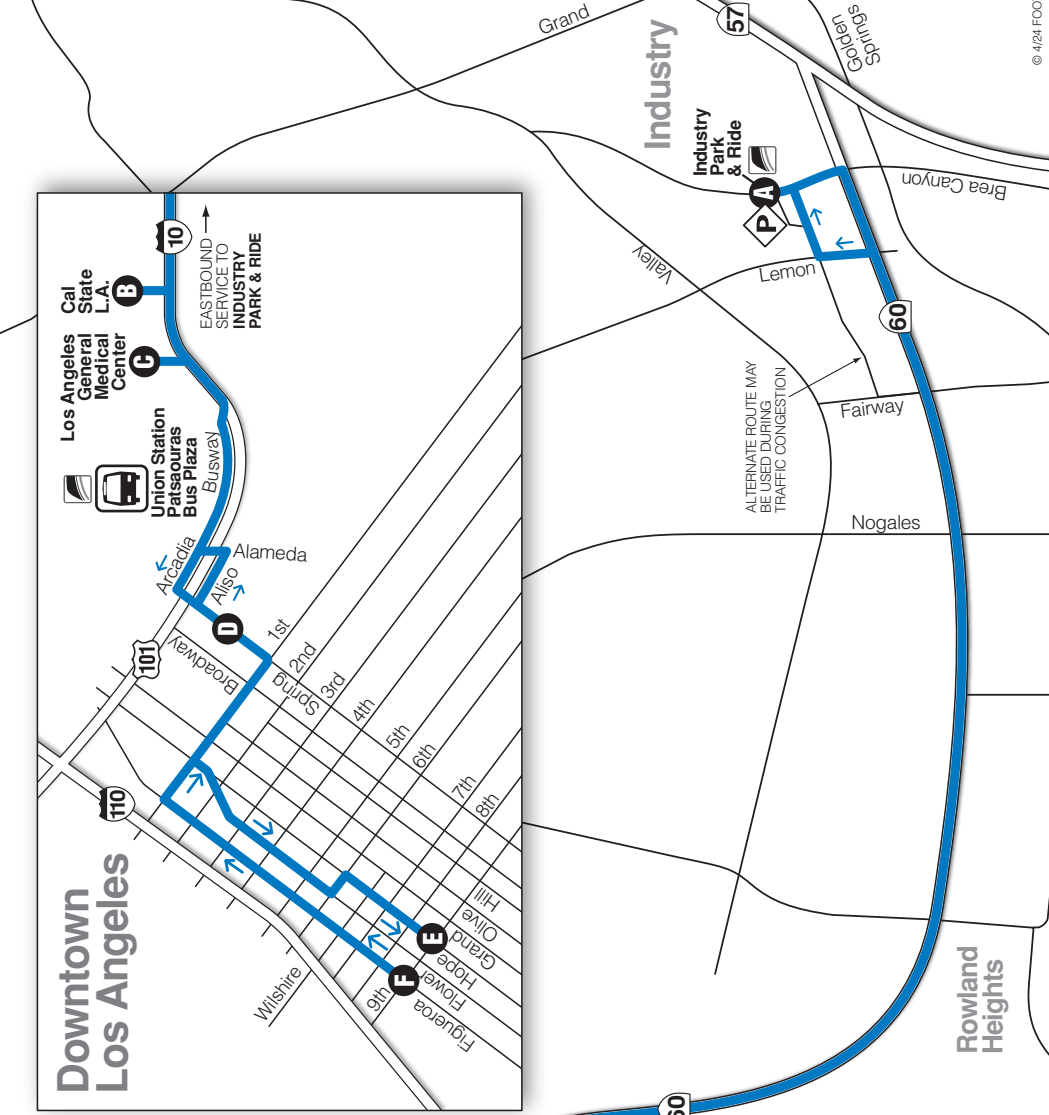 Downtown
Los Angeles
110
101
10
Wilshire
9th
Figueroa
Flower
Hope
Grand
Olive
Hill
Broadway
Spring
1st
2nd
3rd
4th
5th
6th
7th
8th
Arcadia
Aliso
Alameda
Busway
Union Station
Patsaouras
Bus Plaza
Los Angeles
General
Medical
Center
Cal
State
L.A.
A
B
C
D
E
F
EASTBOUND
SERVICE TO
INDUSTRY
PARK & RIDE
Grand
Industry
57
Golden
Springs
© 4/24 FOO
Industry
Park
& Ride
P
Brea Canyon
Lemon
Valley
60
ALTERNATE ROUTE MAY
BE USED DURING
TRAFFIC CONGESTION
Fairway
Nogales
Rowland
Heights
60